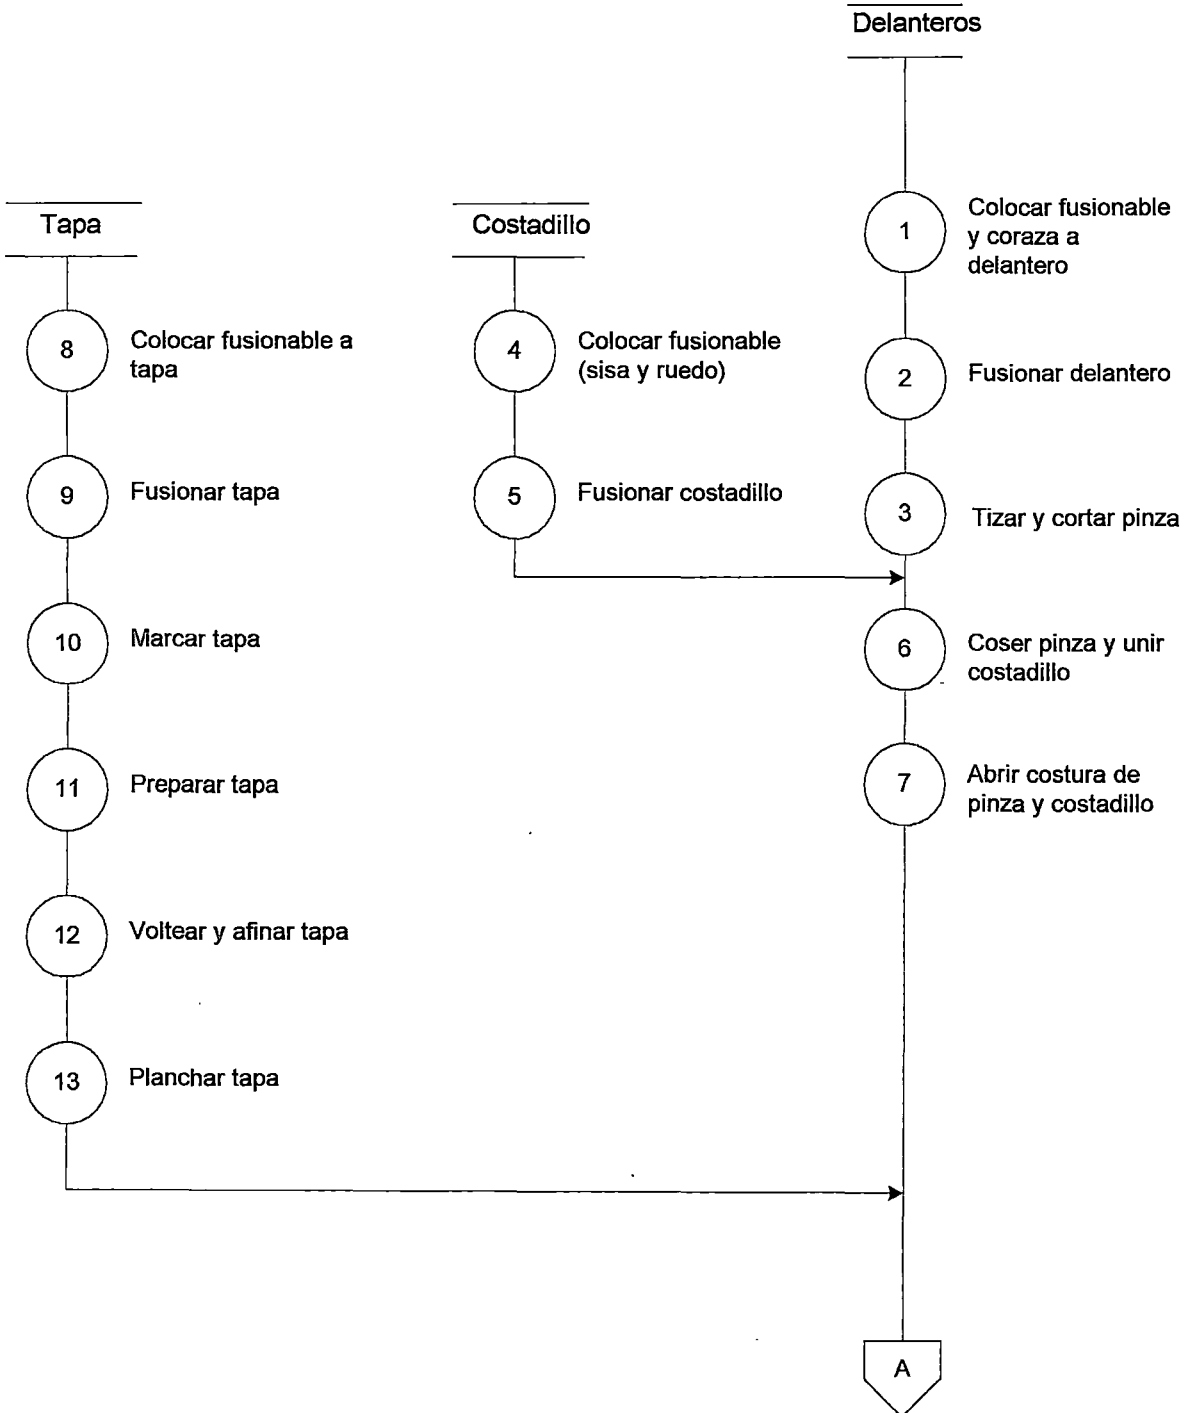 Delanteros
1
Colocar fusionable
y coraza a
delantero
2
Fusionar delantero
3
Tizar y cortar pinza
Costadillo
4
Colocar fusionable
(sisa y ruedo)
5
Fusionar costadillo
6
Coser pinza y unir
costadillo
7
Abrir costura de
pinza y costadillo
Tapa
8
Colocar fusionable a
tapa
9
Fusionar tapa
10
Marcar tapa
11
Preparar tapa
12
Voltear y afinar tapa
13
Planchar tapa
A